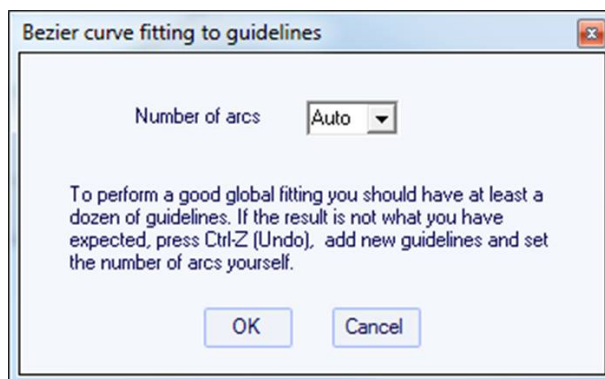 Bezier curve fitting to guidelines
Number of arcs Auto
To perform a good global fitting you should have at least a
dozen of guidelines. If the result is not what you have
expected, press Ctrl-Z (Undo), add new guidelines and set
the number of arcs yourself.
OK Cancel